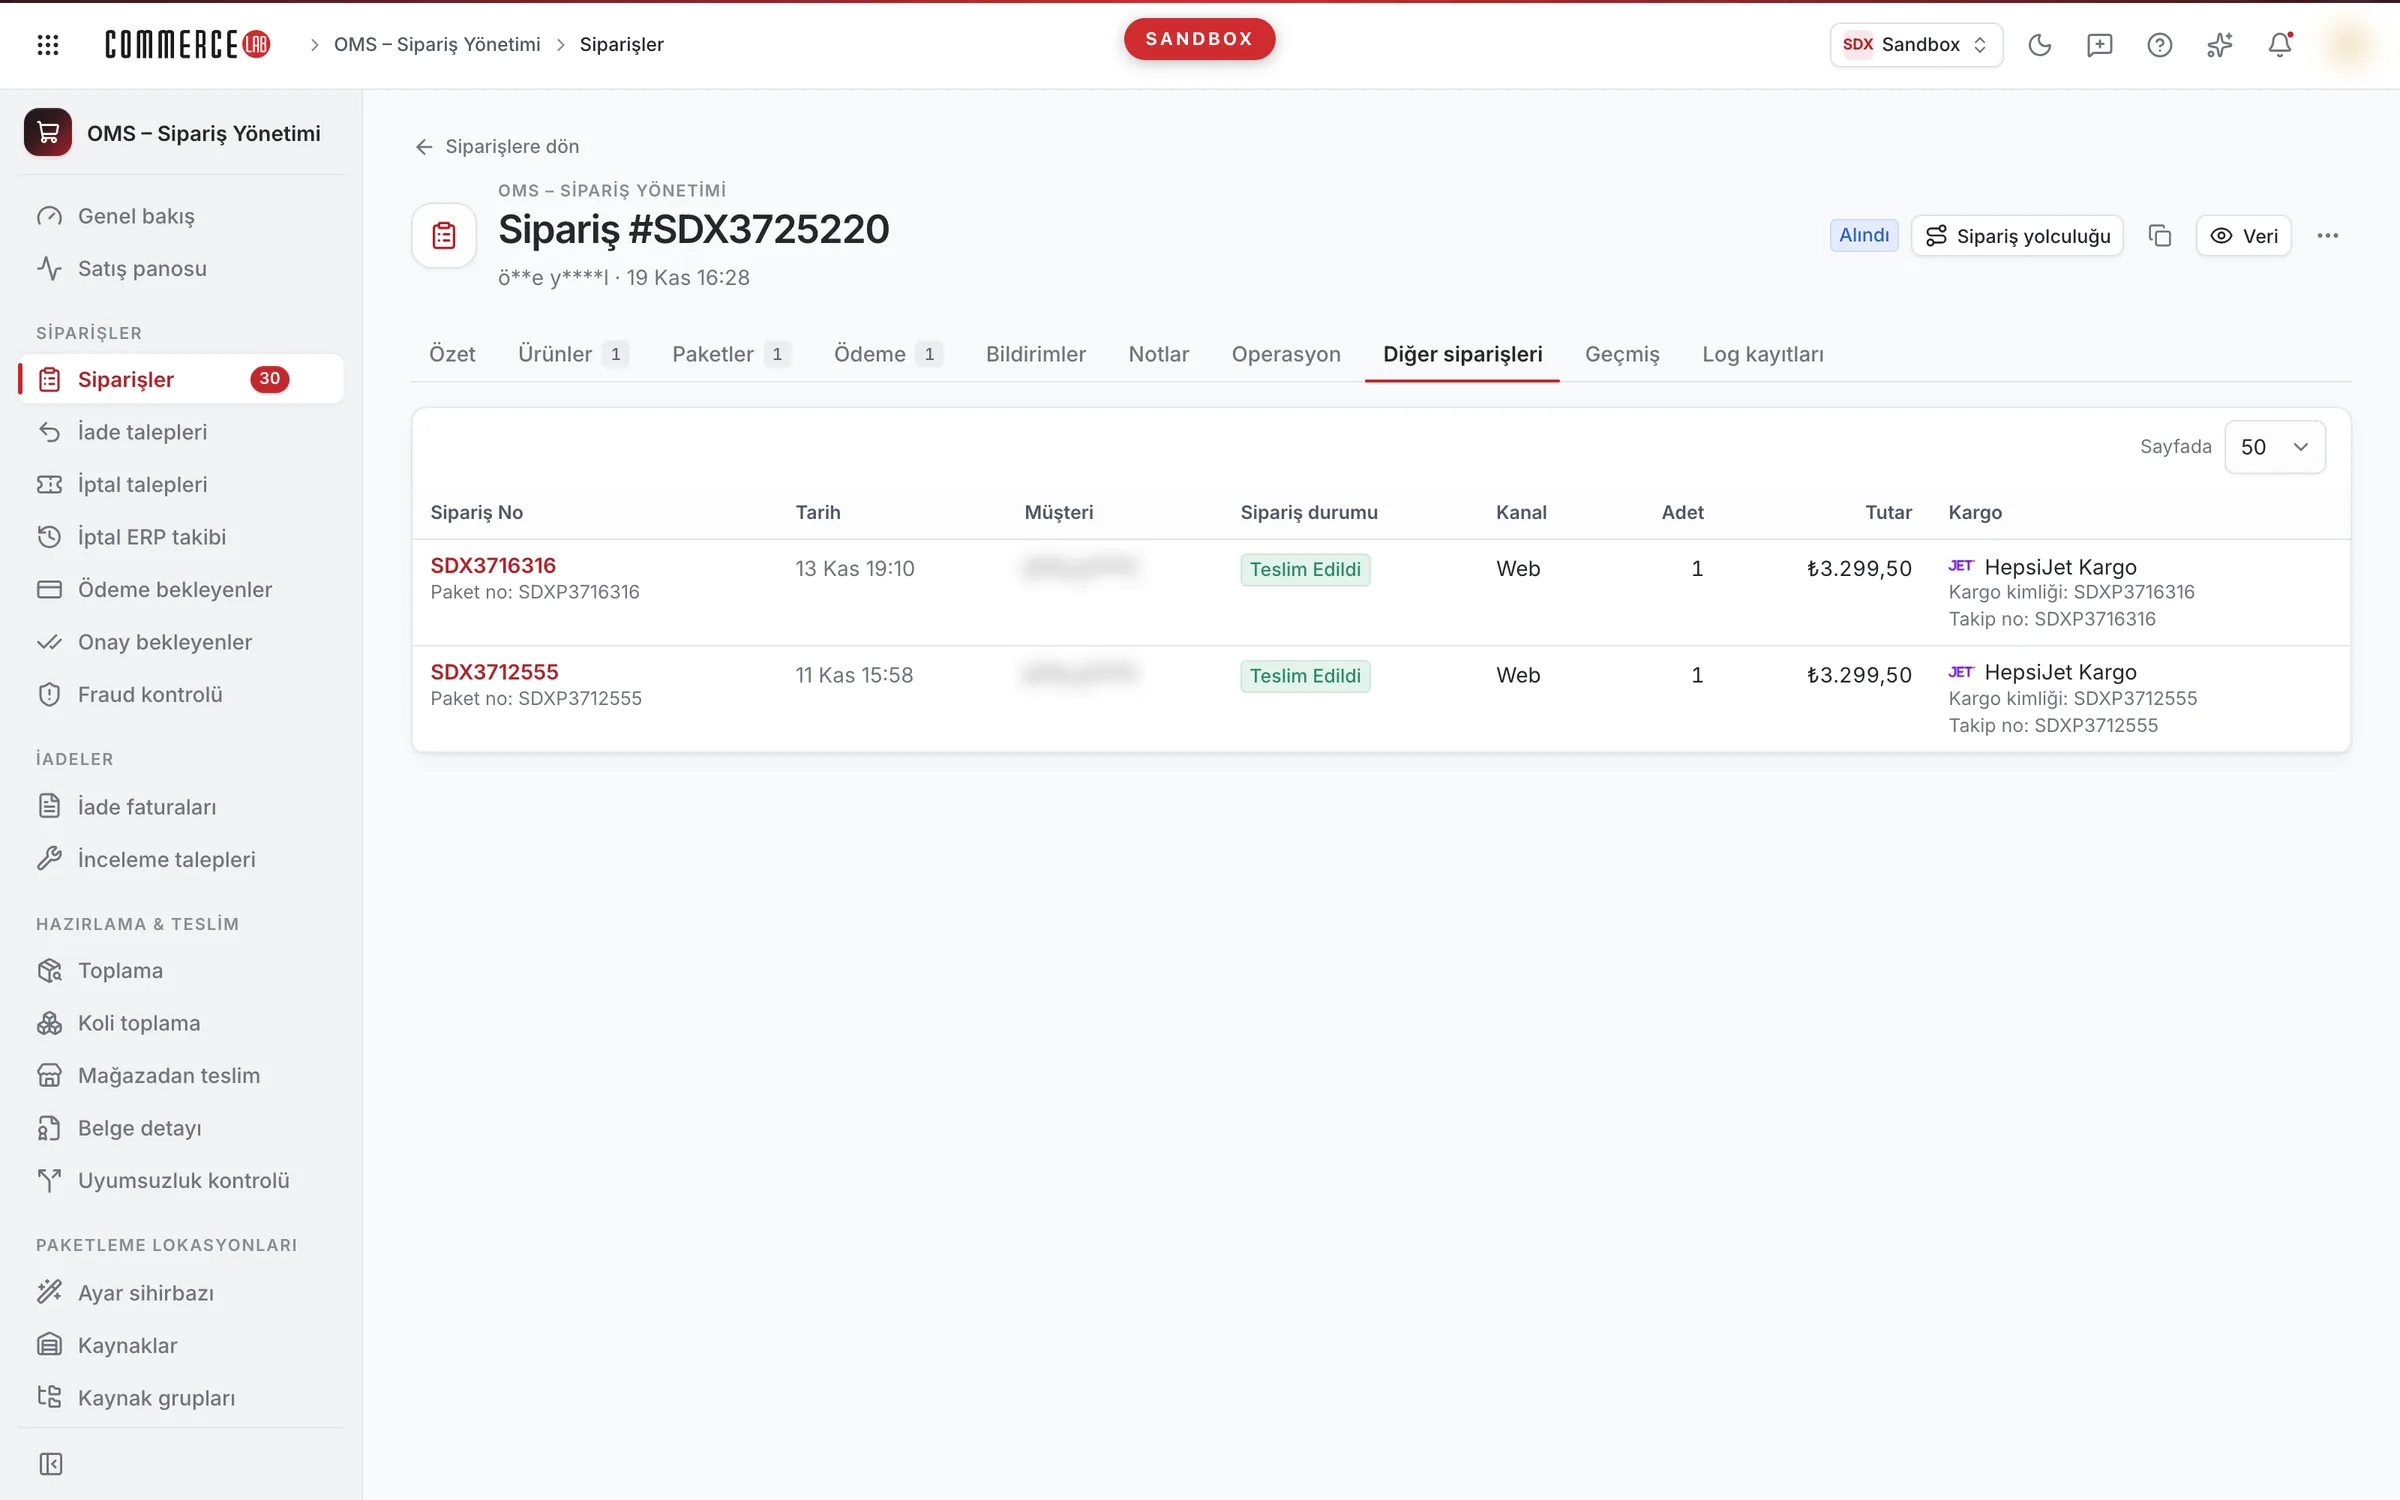 COMMERCE LAB
OMS – Sipariş Yönetimi
Siparişler
SANDBOX
SDX Sandbox
OMS – Sipariş Yönetimi
Genel bakış
Satış panosu
SİPARİŞLER
Siparişler 30
İade talepleri
İptal talepleri
İptal ERP takibi
Ödeme bekleyenler
Onay bekleyenler
Fraud kontrolü
İADELER
İade faturaları
İnceleme talepleri
HAZIRLAMA & TESLİM
Toplama
Koli toplama
Mağazadan teslim
Belge detayı
Uyumsuzluk kontrolü
PAKETLEME LOKASYONLARI
Ayar sihirbazı
Kaynaklar
Kaynak grupları
Siparişlere dön
OMS – SİPARİŞ YÖNETİMİ
Sipariş #SDX3725220
ö**e y****l · 19 Kas 16:28
Alındı
Sipariş yolculuğu
Veri
Özet
Ürünler 1
Paketler 1
Ödeme 1
Bildirimler
Notlar
Operasyon
Diğer siparişleri
Geçmiş
Log kayıtları
Sayfada 50
Sipariş No Tarih Müşteri Sipariş durumu Kanal Adet Tutar Kargo
SDX3716316 13 Kas 19:10 Teslim Edildi Web 1 ₺3.299,50 JET HepsiJet Kargo
Paket no: SDXP3716316 Kargo kimliği: SDXP3716316
Takip no: SDXP3716316
SDX3712555 11 Kas 15:58 Teslim Edildi Web 1 ₺3.299,50 JET HepsiJet Kargo
Paket no: SDXP3712555 Kargo kimliği: SDXP3712555
Takip no: SDXP3712555